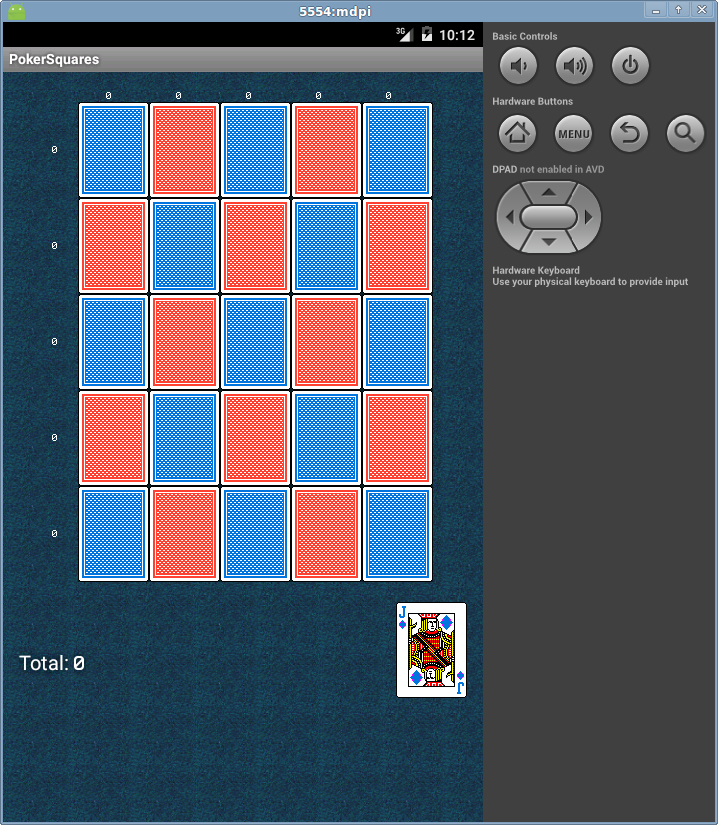 5554:mdpi
3G 10:12
PokerSquares
0 0 0 0 0
0
0
0
0
0
J
J
Total: 0
Basic Controls
Hardware Buttons
MENU
DPAD not enabled in AVD
Hardware Keyboard
Use your physical keyboard to provide input